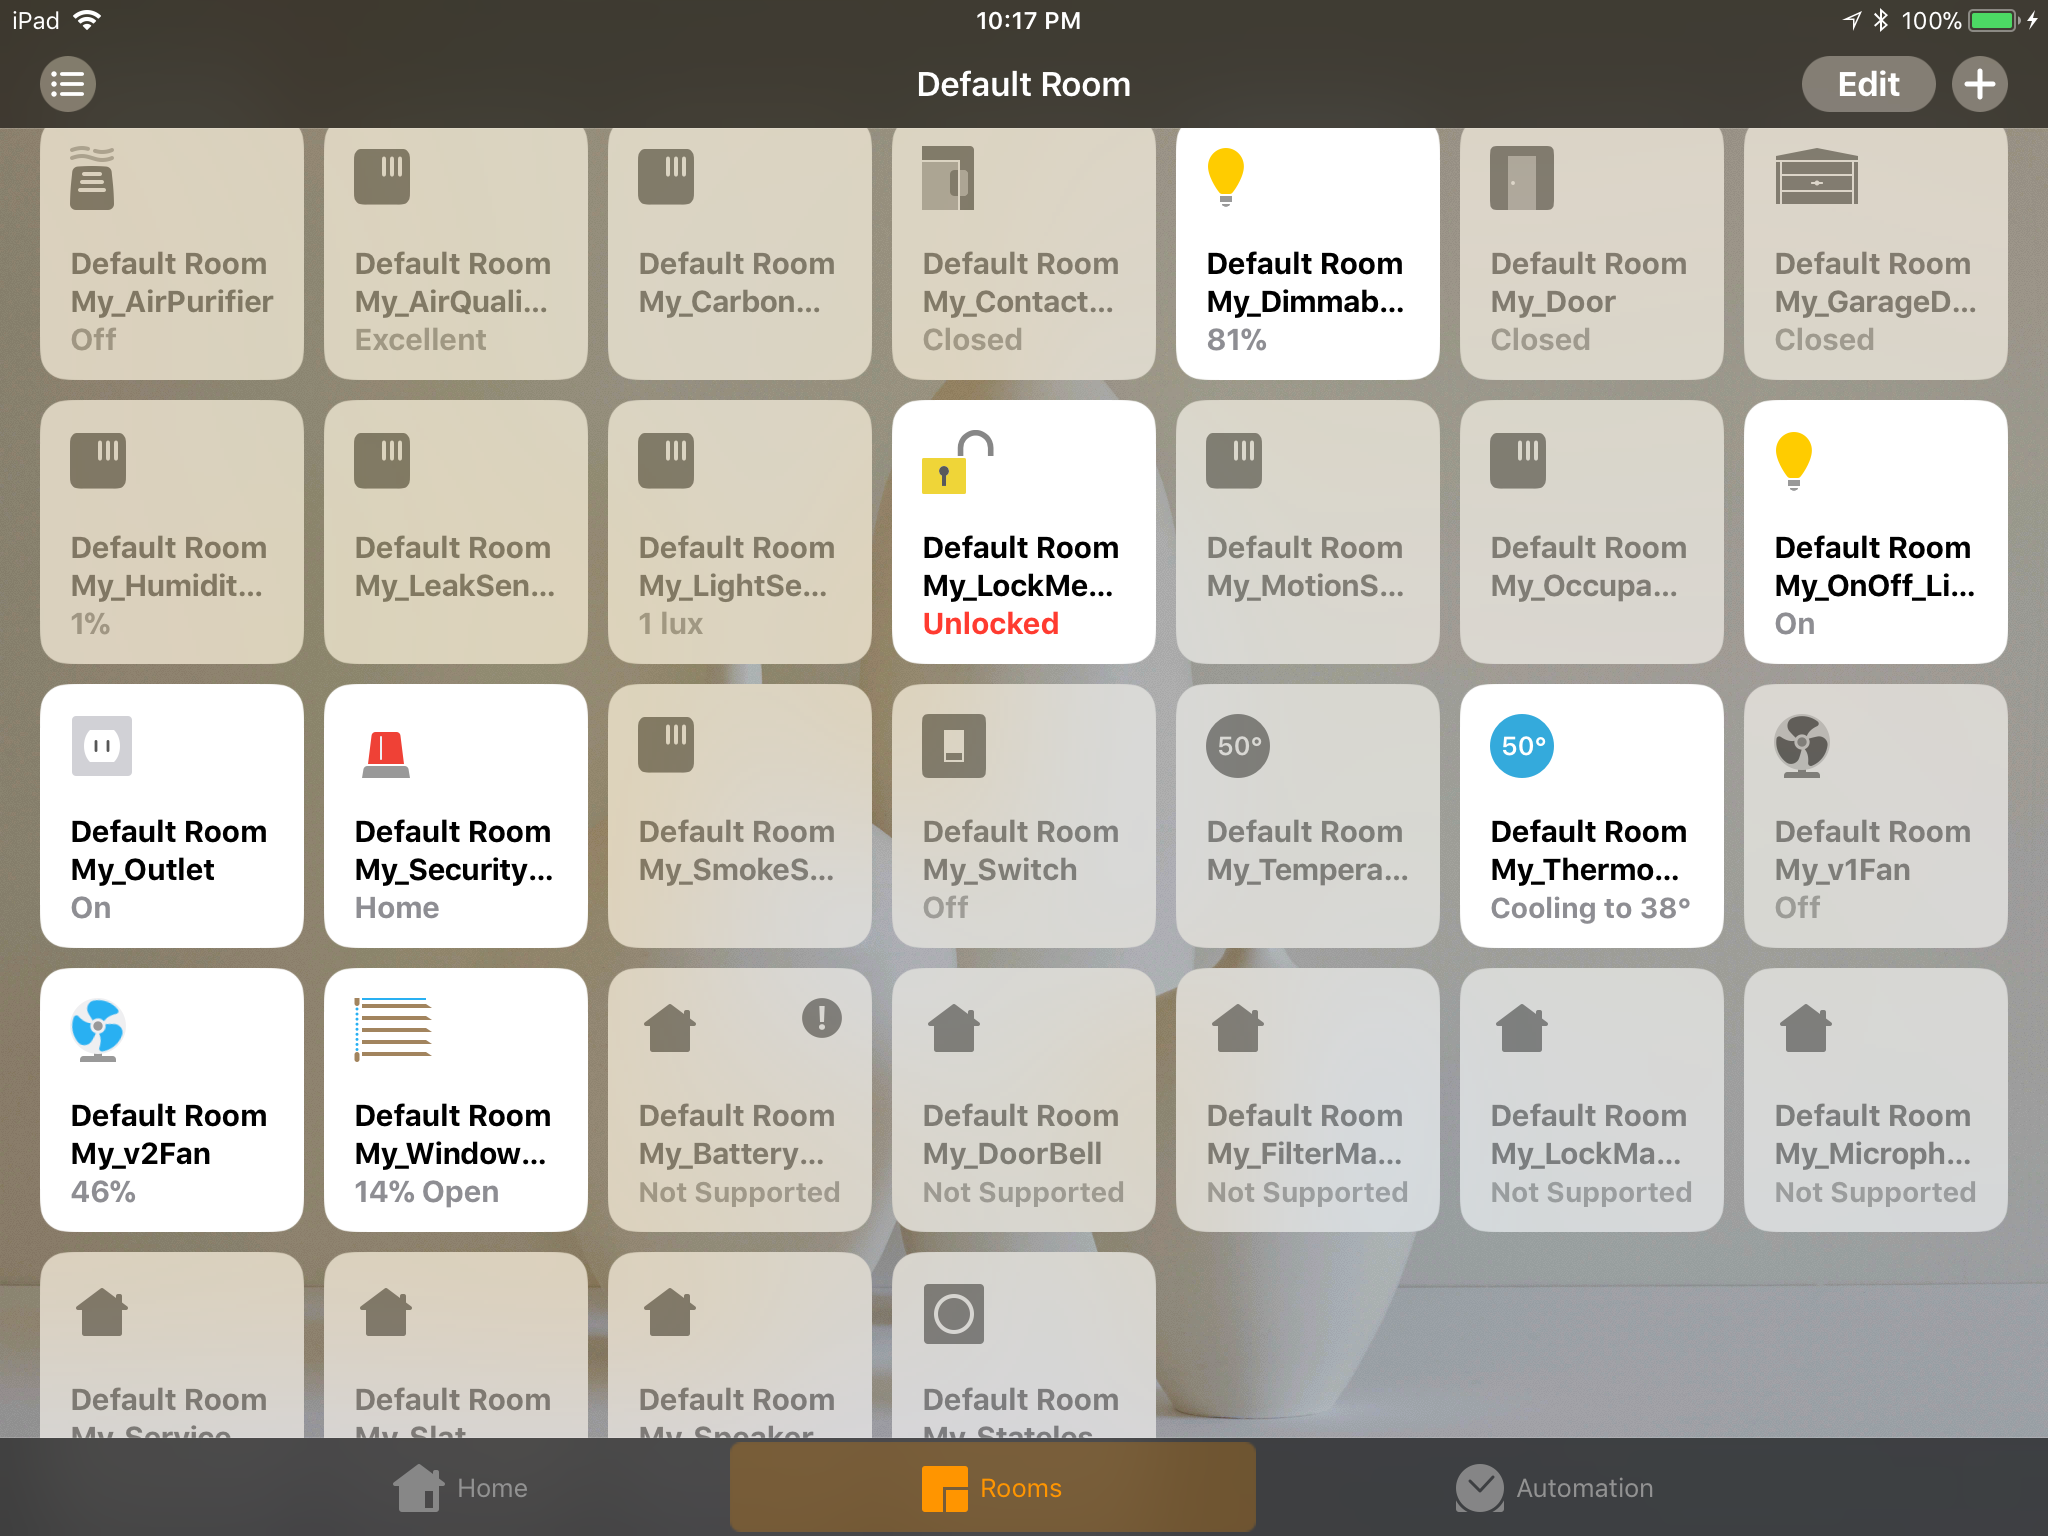 iPad 10:17 PM 100%
Default Room Edit
Default Room
My_AirPurifier
Off
Default Room
My_AirQuali...
Excellent
Default Room
My_Carbon...
Default Room
My_Contact...
Closed
Default Room
My_Dimmab...
81%
Default Room
My_Door
Closed
Default Room
My_GarageD...
Closed
Default Room
My_Humidit...
1%
Default Room
My_LeakSen...
Default Room
My_LightSe...
1 lux
Default Room
My_LockMe...
Unlocked
Default Room
My_MotionS...
Default Room
My_Occupa...
Default Room
My_OnOff_Li...
On
Default Room
My_Outlet
On
Default Room
My_Security...
Home
Default Room
My_SmokeS...
Default Room
My_Switch
Off
50°
Default Room
My_Tempera...
50°
Default Room
My_Thermo...
Cooling to 38°
Default Room
My_v1Fan
Off
Default Room
My_v2Fan
46%
Default Room
My_Window...
14% Open
!
Default Room
My_Battery...
Not Supported
Default Room
My_DoorBell
Not Supported
Default Room
My_FilterMa...
Not Supported
Default Room
My_LockMa...
Not Supported
Default Room
My_Microph...
Not Supported
Default Room
My_Service
Default Room
My_Slat
Default Room
My_Speaker
Default Room
My_Stateles
Home
Rooms
Automation